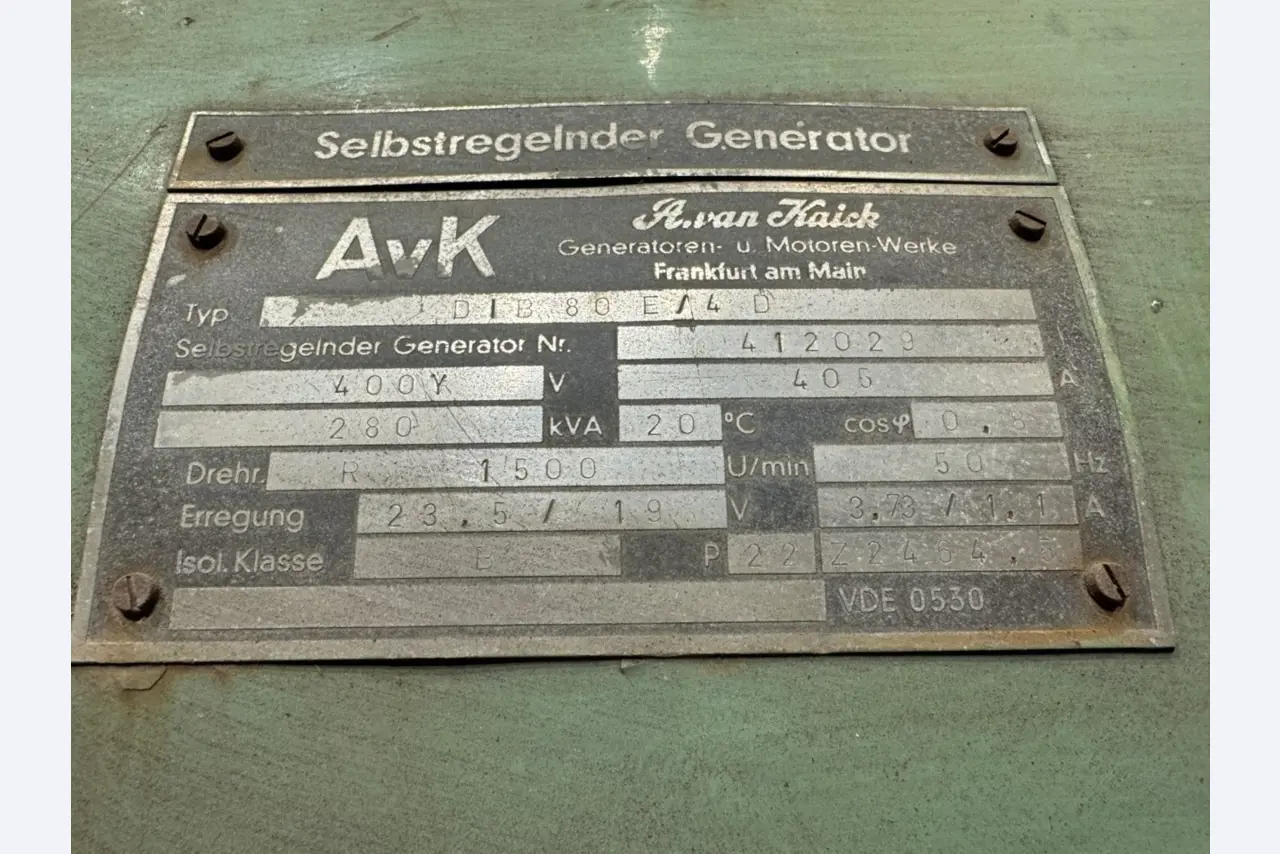 Selbstregelnder Generator
AvK A. van Kaick
Generatoren- u. Motoren-Werke
Frankfurt am Main
Typ DIB 80 E/4 D
Selbstregelnder Generator Nr. 412029
400Y V 405 A
280 kVA 20 °C cosφ 0,8
Drehr. R 1500 U/min 50 Hz
Erregung 23,5/19 V 3,73/1,1 A
Isol. Klasse B P 22 Z2464.5
VDE 0530